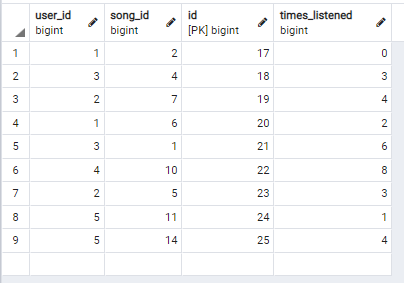 user_id song_id id times_listened
bigint bigint [PK] bigint bigint
1 1 2 17 0
2 3 4 18 3
3 2 7 19 4
4 1 6 20 2
5 3 1 21 6
6 4 10 22 8
7 2 5 23 3
8 5 11 24 1
9 5 14 25 4